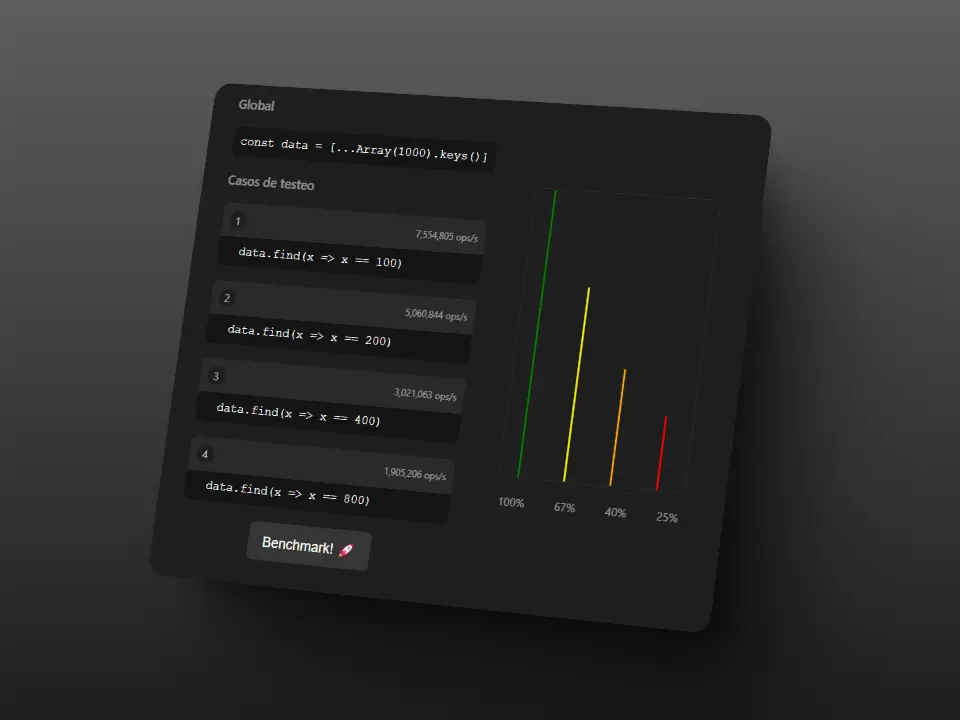 Global
const data = [...Array(1000).keys()]
Casos de testeo
1
7,554,805 ops/s
data.find(x => x == 100)
2
5,060,844 ops/s
data.find(x => x == 200)
3
3,021,063 ops/s
data.find(x => x == 400)
4
1,905,206 ops/s
data.find(x => x == 800)
Benchmark! 🚀
100% 67% 40% 25%